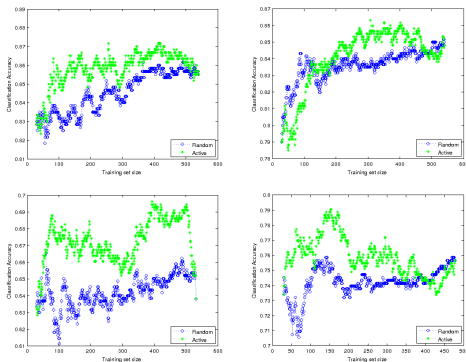 0.89
0.88
0.87
0.86
0.85
0.84
0.83
0.82
0.81
Classification Accuracy
0 100 200 300 400 500 600
Training set size
Random
Active
0.87
0.86
0.85
0.84
0.83
0.82
0.81
0.8
0.79
0.78
Classification Accuracy
0 100 200 300 400 500 600
Training set size
Random
Active
0.7
0.69
0.68
0.67
0.66
0.65
0.64
0.63
0.62
0.61
Classification Accuracy
0 100 200 300 400 500 600
Training set size
Random
Active
0.8
0.79
0.78
0.77
0.76
0.75
0.74
0.73
0.72
0.71
0.7
Classification Accuracy
0 50 100 150 200 250 300 350 400 450 500
Training set size
Random
Active